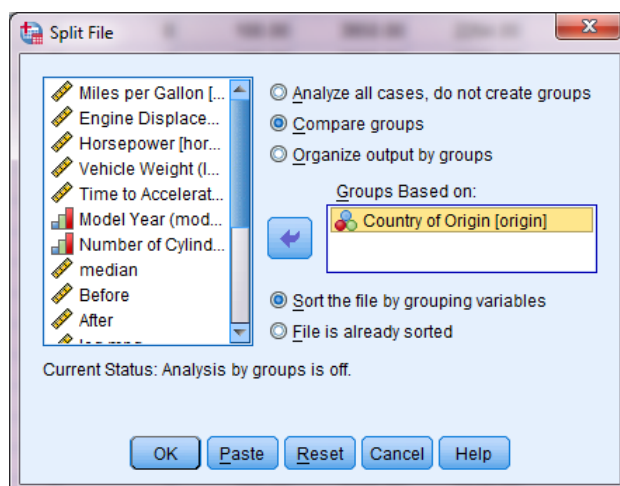 Split File
Miles per Gallon [...
Engine Displace...
Horsepower [hor...
Vehicle Weight (l...
Time to Accelerat...
Model Year (mod...
Number of Cylind...
median
Before
After
Analyze all cases, do not create groups
Compare groups
Organize output by groups
Groups Based on:
Country of Origin [origin]
Sort the file by grouping variables
File is already sorted
Current Status: Analysis by groups is off.
OK
Paste
Reset
Cancel
Help